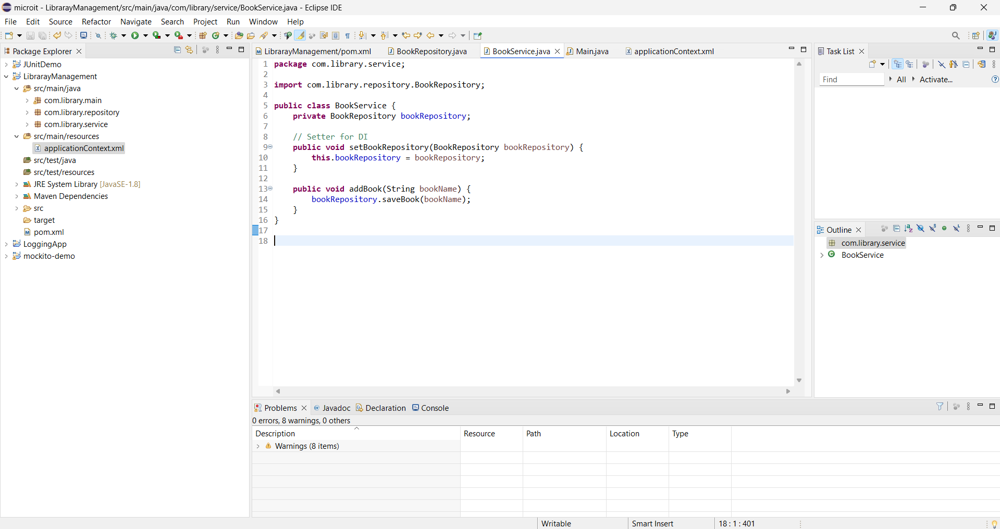 microit - LibrarayManagement/src/main/java/com/library/service/BookService.java - Eclipse IDE
File Edit Source Refactor Navigate Search Project Run Window Help
Package Explorer
JUnitDemo
LibrarayManagement
src/main/java
com.library.main
com.library.repository
com.library.service
src/main/resources
applicationContext.xml
src/test/java
src/test/resources
JRE System Library [JavaSE-1.8]
Maven Dependencies
src
target
pom.xml
LoggingApp
mockito-demo
LibrarayManagement/pom.xml BookRepository.java BookService.java Main.java applicationContext.xml
1 package com.library.service;
2
3 import com.library.repository.BookRepository;
4
5 public class BookService {
6 private BookRepository bookRepository;
7
8 // Setter for DI
9 public void setBookRepository(BookRepository bookRepository) {
10 this.bookRepository = bookRepository;
11 }
12
13 public void addBook(String bookName) {
14 bookRepository.saveBook(bookName);
15 }
16 }
17
18
Task List
Find All Activate...
Outline
com.library.service
BookService
Problems Javadoc Declaration Console
0 errors, 8 warnings, 0 others
Description Resource Path Location Type
Warnings (8 items)
Writable Smart Insert 18 : 1 : 401